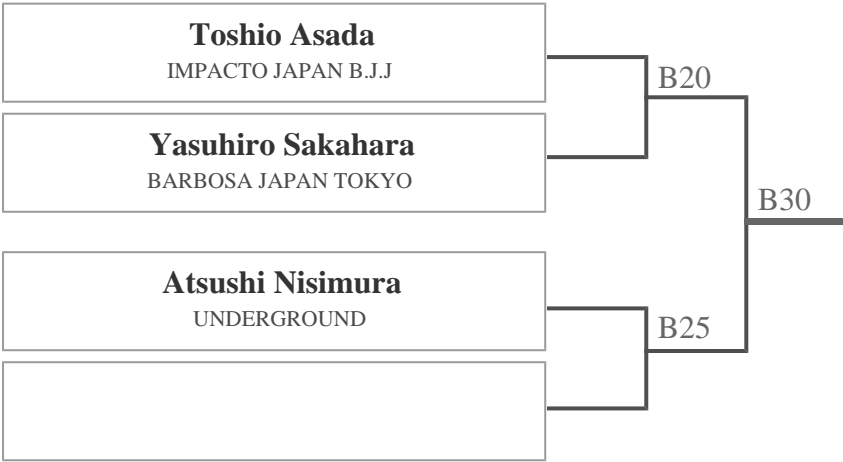 Toshio Asada
IMPACTO JAPAN B.J.J
B20
Yasuhiro Sakahara
BARBOSA JAPAN TOKYO
B30
Atsushi Nisimura
UNDERGROUND
B25